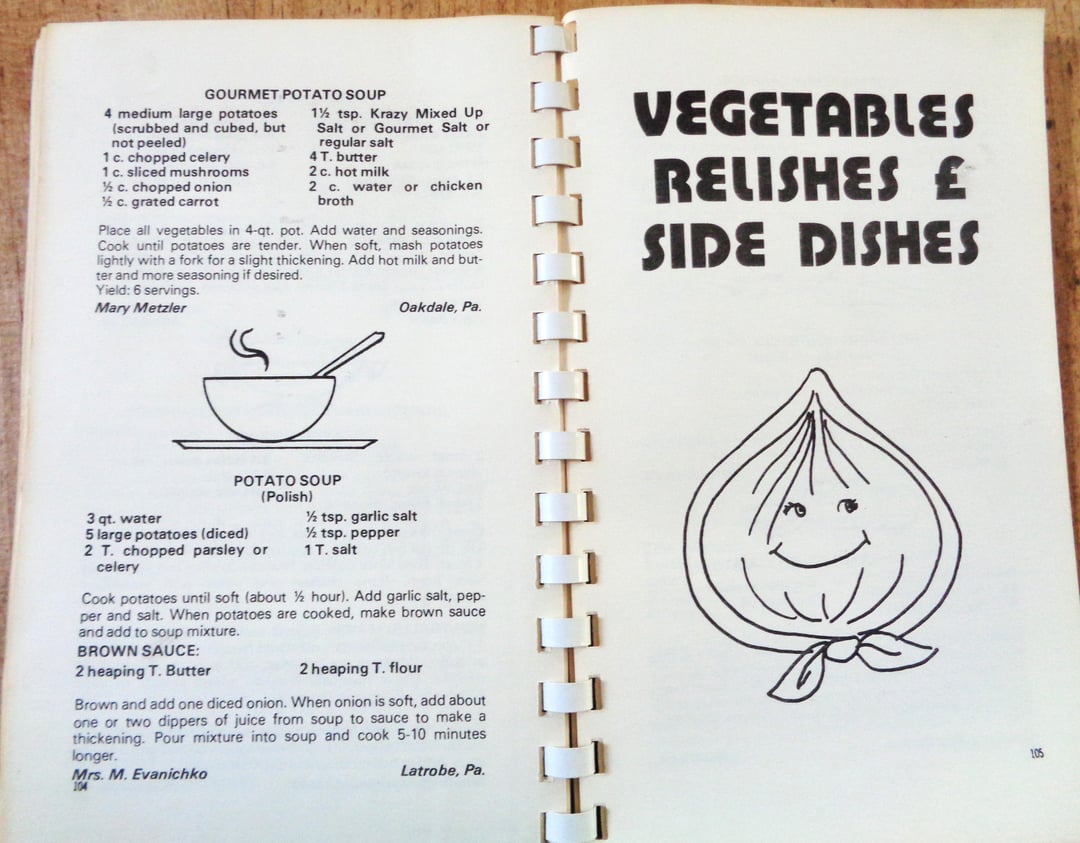 GOURMET POTATO SOUP
4 medium large potatoes
(scrubbed and cubed, but
not peeled)
1 c. chopped celery
1 c. sliced mushrooms
½ c. chopped onion
½ c. grated carrot
1½ tsp. Krazy Mixed Up
Salt or Gourmet Salt or
regular salt
4 T. butter
2 c. hot milk
2 c. water or chicken
broth
Place all vegetables in 4-qt. pot. Add water and seasonings.
Cook until potatoes are tender. When soft, mash potatoes
lightly with a fork for a slight thickening. Add hot milk and but-
ter and more seasoning if desired.
Yield: 6 servings.
Mary Metzler Oakdale, Pa.
POTATO SOUP
(Polish)
3 qt. water
5 large potatoes (diced)
2 T. chopped parsley or
celery
½ tsp. garlic salt
½ tsp. pepper
1 T. salt
Cook potatoes until soft (about ½ hour). Add garlic salt, pep-
per and salt. When potatoes are cooked, make brown sauce
and add to soup mixture.
BROWN SAUCE:
2 heaping T. Butter 2 heaping T. flour
Brown and add one diced onion. When onion is soft, add about
one or two dippers of juice from soup to sauce to make a
thickening. Pour mixture into soup and cook 5-10 minutes
longer.
Mrs. M. Evanichko Latrobe, Pa.
104
VEGETABLES
RELISHES £
SIDE DISHES
105